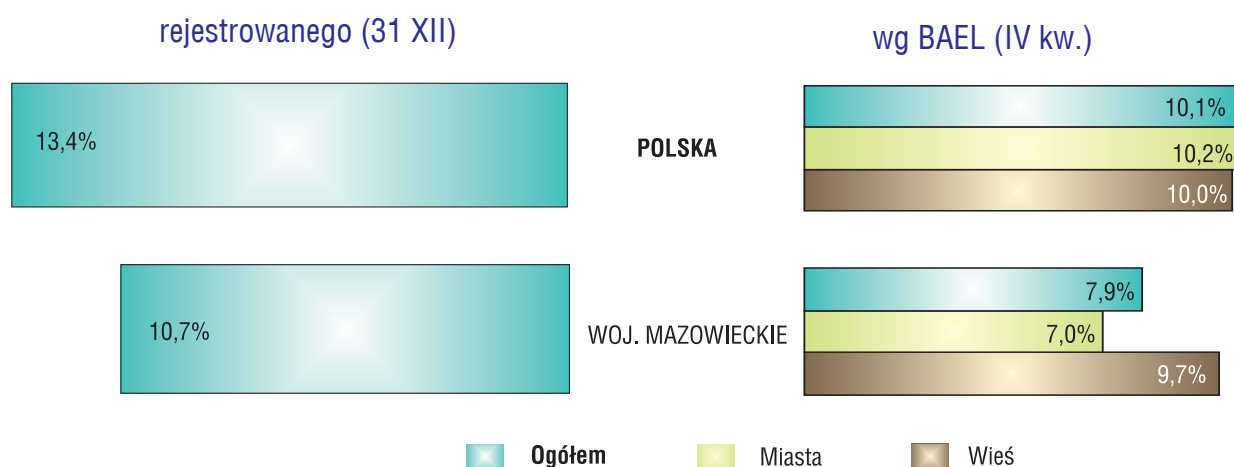 rejestrowanego (31 XII)
wg BAEL (IV kw.)
13,4%
POLSKA
10,1%
10,2%
10,0%
10,7%
WOJ. MAZOWIECKIE
7,9%
7,0%
9,7%
Ogółem
Miasta
Wieś